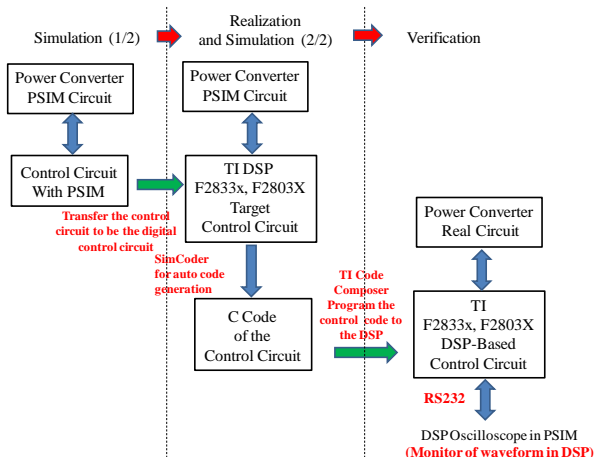 Simulation (1/2)
Realization
and Simulation (2/2)
Verification
Power Converter
PSIM Circuit
Control Circuit
With PSIM
Transfer the control
circuit to be the digital
control circuit
Power Converter
PSIM Circuit
TI DSP
F2833x, F2803X
Target
Control Circuit
SimCoder
for auto code
generation
C Code
of the
Control Circuit
TI Code
Composer
Program the
control code to
the DSP
Power Converter
Real Circuit
TI
F2833x, F2803X
DSP-Based
Control Circuit
RS232
DSP Oscilloscope in PSIM
(Monitor of waveform in DSP)